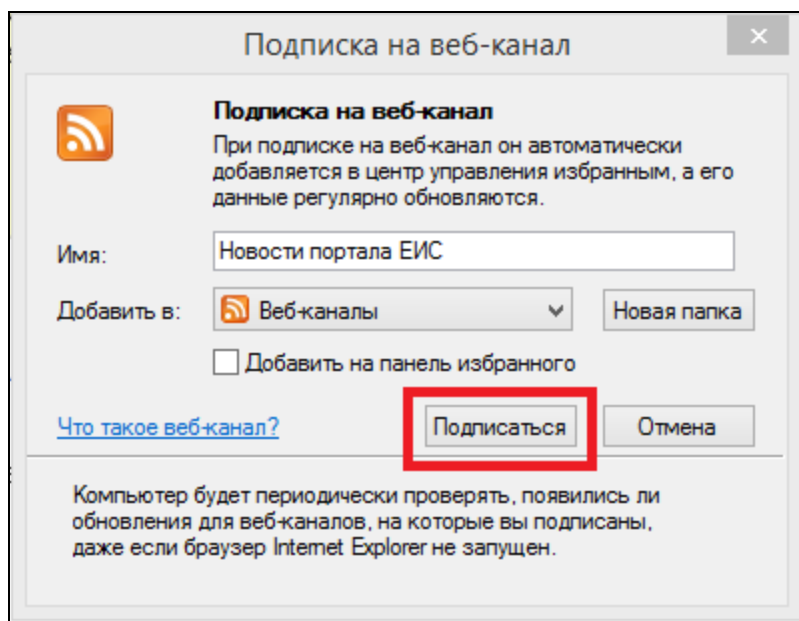 Подписка на веб-канал
Подписка на веб-канал
При подписке на веб-канал он автоматически
добавляется в центр управления избранным, а его
данные регулярно обновляются.
Имя: Новости портала ЕИС
Добавить в: Веб-каналы Новая папка
Добавить на панель избранного
Что такое веб-канал? Подписаться Отмена
Компьютер будет периодически проверять, появились ли
обновления для веб-каналов, на которые вы подписаны,
даже если браузер Internet Explorer не запущен.